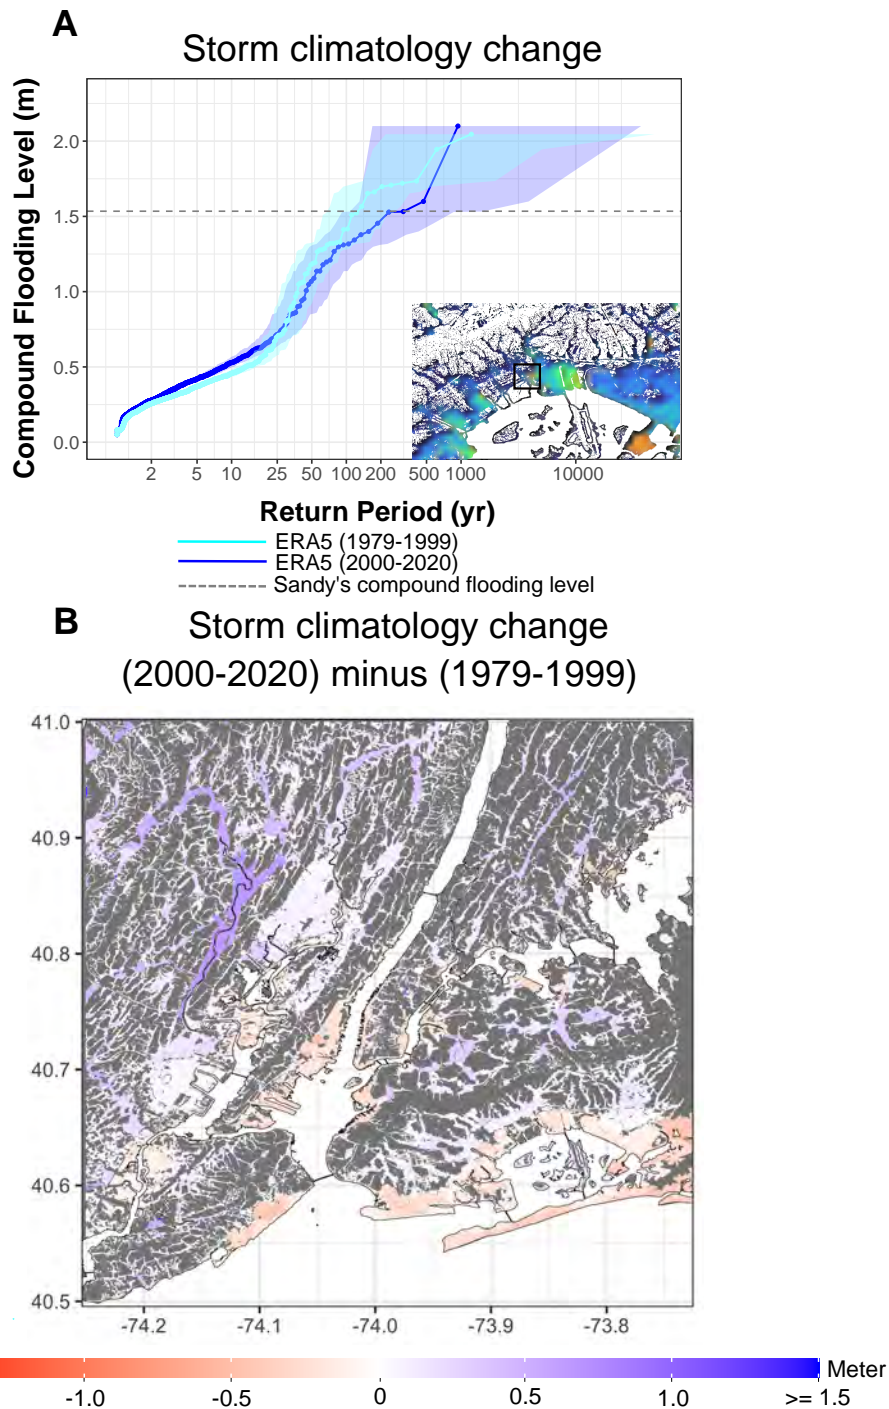 A
Storm climatology change
Compound Flooding Level (m)
2.0
1.5
1.0
0.5
0.0
2 5 10 25 50 100 200 500 1000 10000
Return Period (yr)
ERA5 (1979-1999)
ERA5 (2000-2020)
Sandy's compound flooding level
B
Storm climatology change
(2000-2020) minus (1979-1999)
41.0
40.9
40.8
40.7
40.6
40.5
-74.2 -74.1 -74.0 -73.9 -73.8
Meter
-1.0 -0.5 0 0.5 1.0 >= 1.5